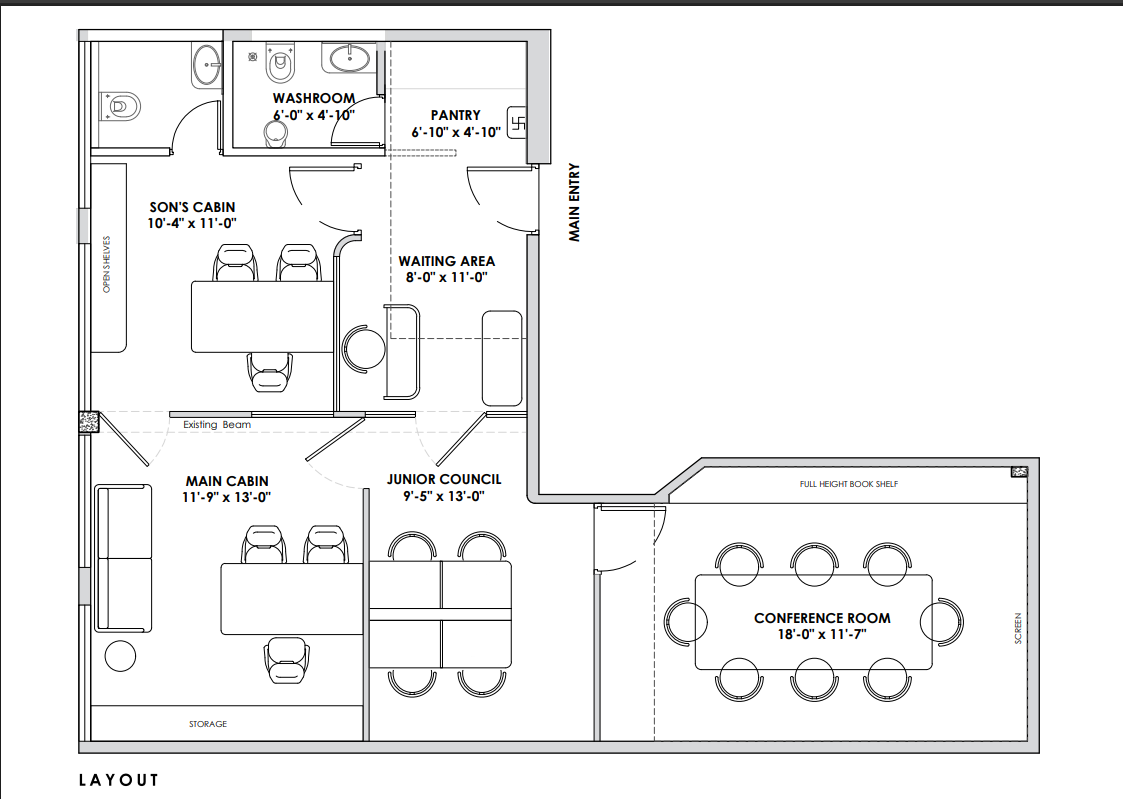 WASHROOM
6'-0" x 4'-10"
PANTRY
6'-10" x 4'-10"
MAIN ENTRY
SON'S CABIN
10'-4" x 11'-0"
OPEN SHELVES
WAITING AREA
8'-0" x 11'-0"
Existing Beam
MAIN CABIN
11'-9" x 13'-0"
JUNIOR COUNCIL
9'-5" x 13'-0"
FULL HEIGHT BOOK SHELF
CONFERENCE ROOM
18'-0" x 11'-7"
SCREEN
STORAGE
LAYOUT